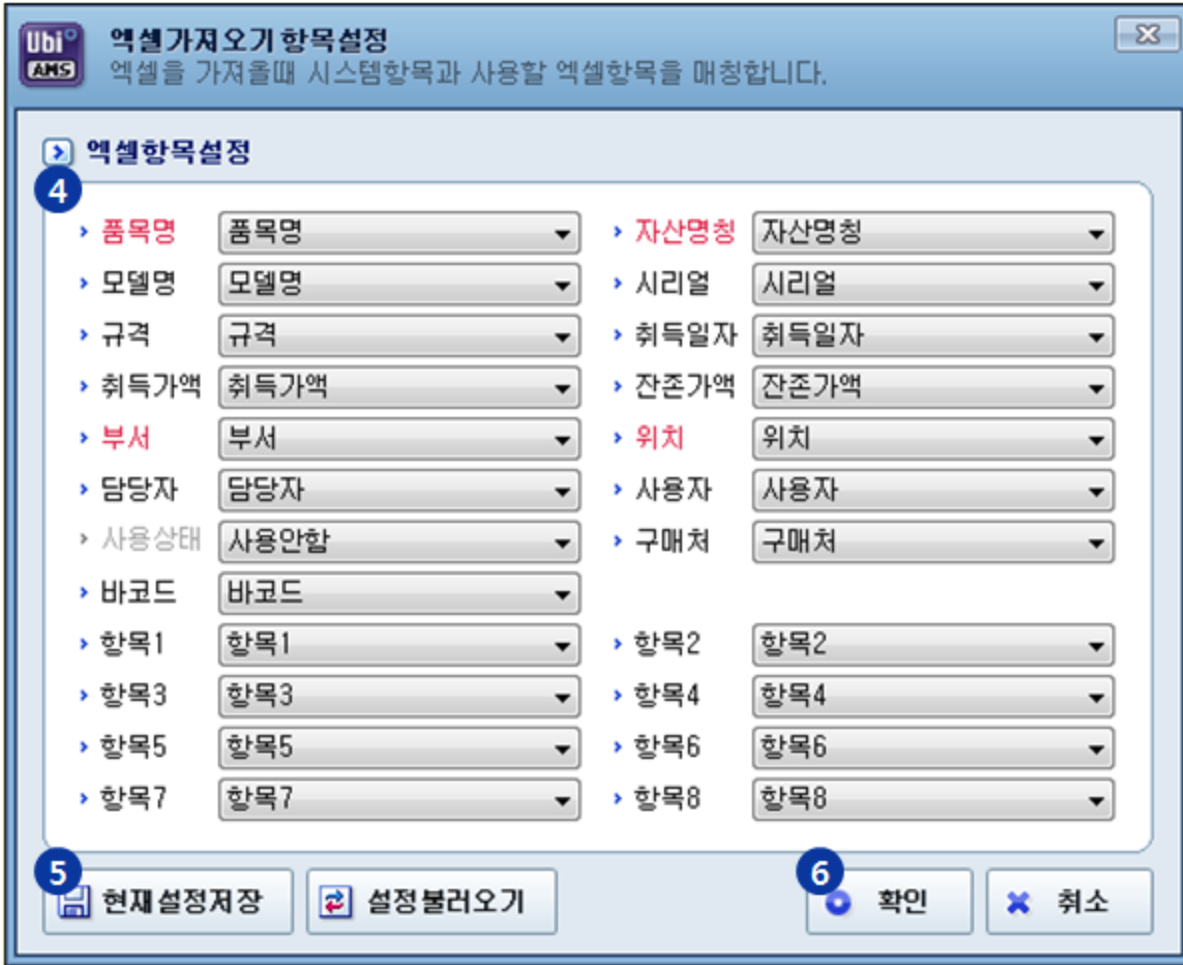 Ubi
AMS
엑셀가져오기 항목설정
엑셀을 가져올때 시스템항목과 사용할 엑셀항목을 매칭합니다.
엑셀항목설정
4
품목명 품목명 자산명칭 자산명칭
모델명 모델명 시리얼 시리얼
규격 규격 취득일자 취득일자
취득가액 취득가액 잔존가액 잔존가액
부서 부서 위치 위치
담당자 담당자 사용자 사용자
사용상태 사용안함 구매처 구매처
바코드 바코드
항목1 항목1 항목2 항목2
항목3 항목3 항목4 항목4
항목5 항목5 항목6 항목6
항목7 항목7 항목8 항목8
5 6
현재설정저장 설정불러오기 확인 취소